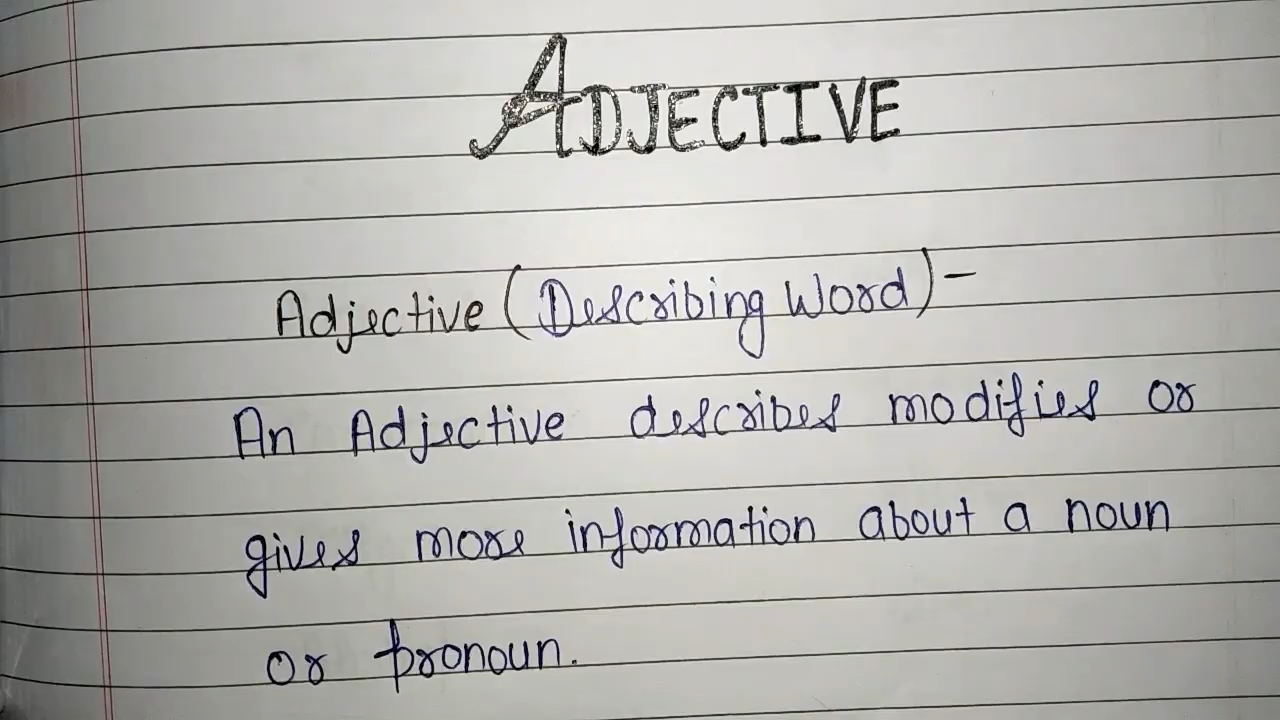 ADJECTIVE
Adjective (Describing Word) -
An Adjective describes modifies or
gives more information about a noun
or pronoun.